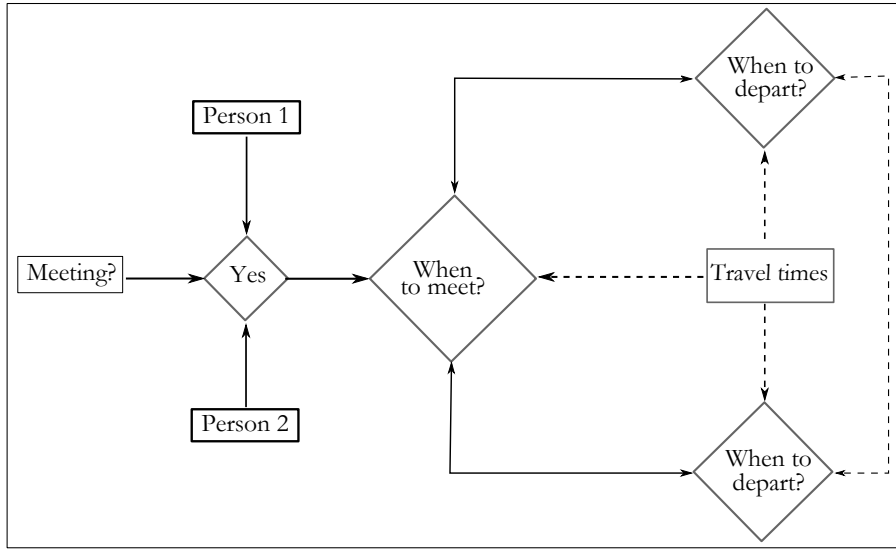 When to
depart?
Person 1
Meeting?
Yes
When
to meet?
Travel times
Person 2
When to
depart?